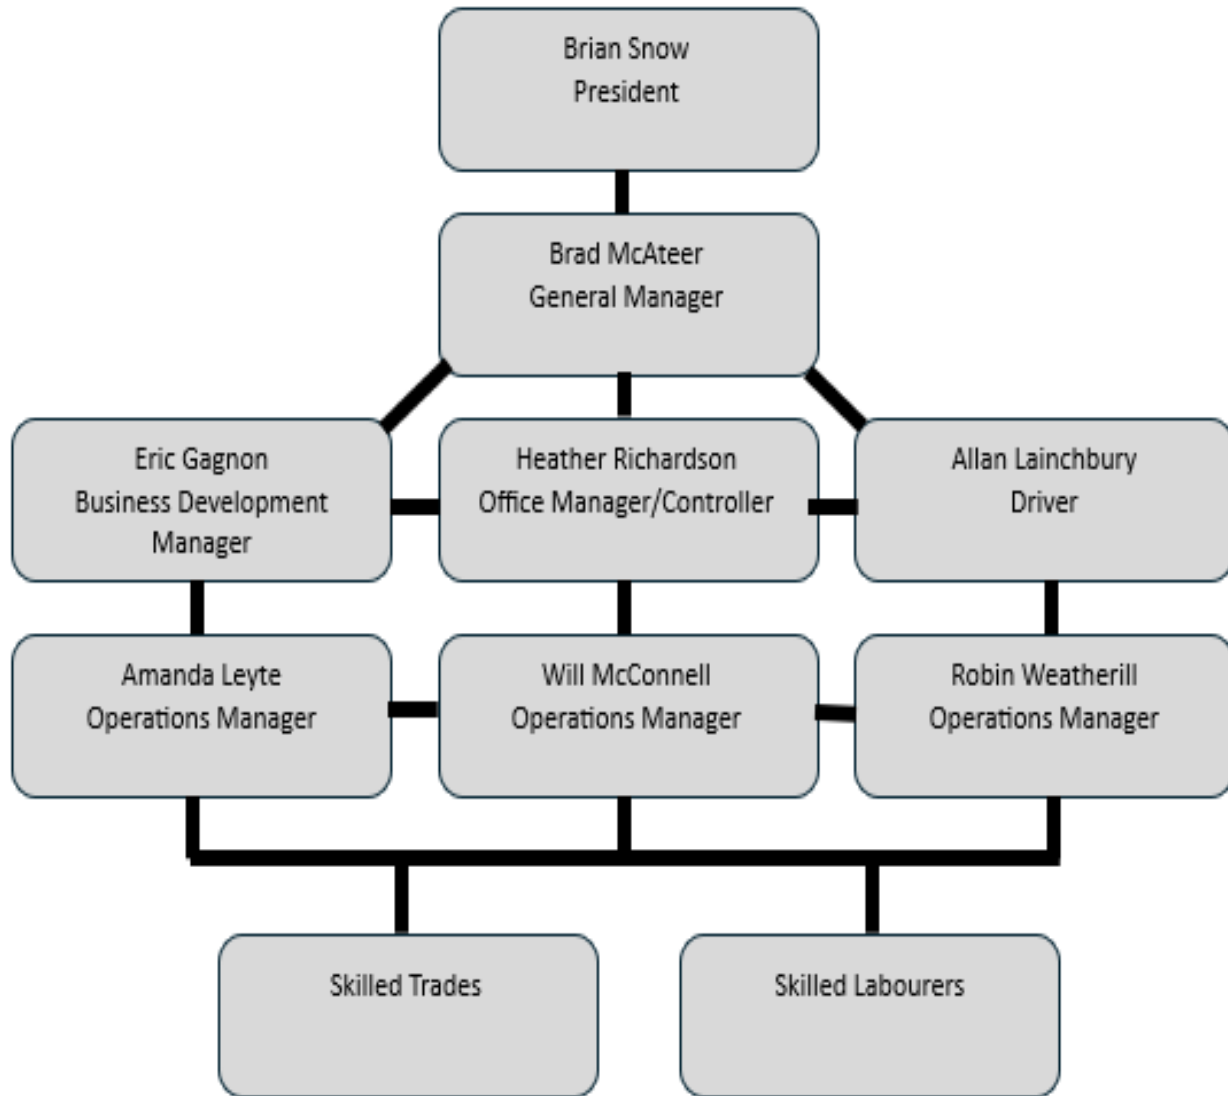 Brian Snow
President
Brad McAteer
General Manager
Eric Gagnon
Business Development
Manager
Heather Richardson
Office Manager/Controller
Allan Lainchbury
Driver
Amanda Leyte
Operations Manager
Will McConnell
Operations Manager
Robin Weatherill
Operations Manager
Skilled Trades
Skilled Labourers